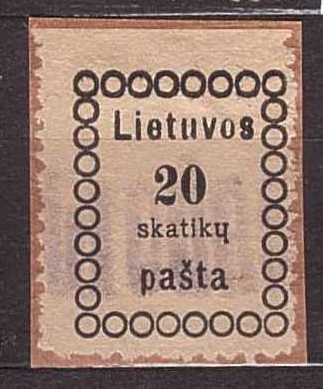 Lietuvos
20
skatikų
pašta